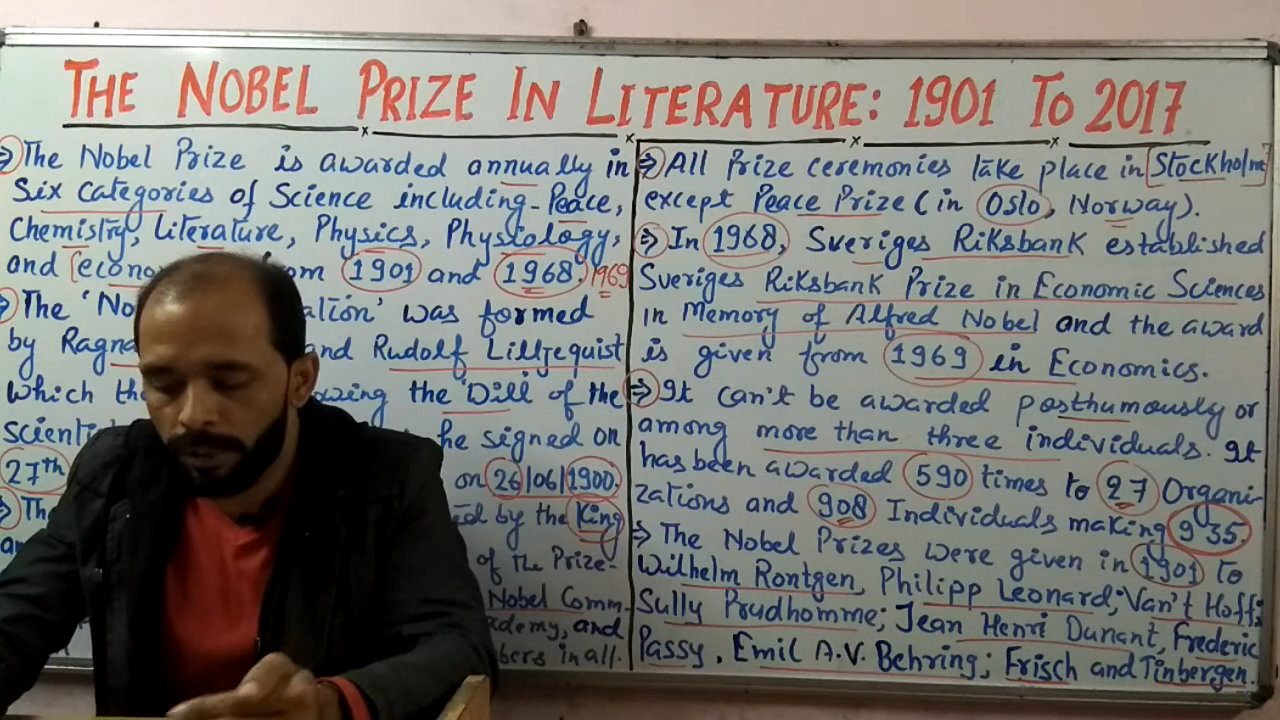 THE NOBEL PRIZE IN LITERATURE: 1901 TO 2017
⇒ The Nobel Prize is awarded annually in
Six Categories of Science including- Peace,
Chemistry, Literature, Physics, Physiology,
and [econo from 1901 and 1968. 1969
⇒ The 'No ation' was formed
by Ragna and Rudolf Lilljequist
which the owing the Will of the
Scienti he signed on
27th on 26/06/1900.
⇒ The ed by the King
an of the Prize-
Nobel Comm-
ademy, and
bers in all.
⇒ All Prize ceremonies take place in [Stockholm]
except Peace Prize (in Oslo, Norway).
⇒ In 1968, Sveriges Riksbank established
Sveriges Riksbank Prize in Economic Sciences
in Memory of Alfred Nobel and the award
is given from 1969 in Economics.
⇒ It can't be awarded posthumously or
among more than three individuals. It
has been awarded 590 times to 27 Organi-
zations and 908 Individuals making 935.
⇒ The Nobel Prizes were given in 1901 to
Wilhelm Rontgen, Philipp Leonard; Van't Hoff;
Sully Prudhomme; Jean Henri Dunant, Frederic
Passy, Emil A.V. Behring; Frisch and Tinbergen.